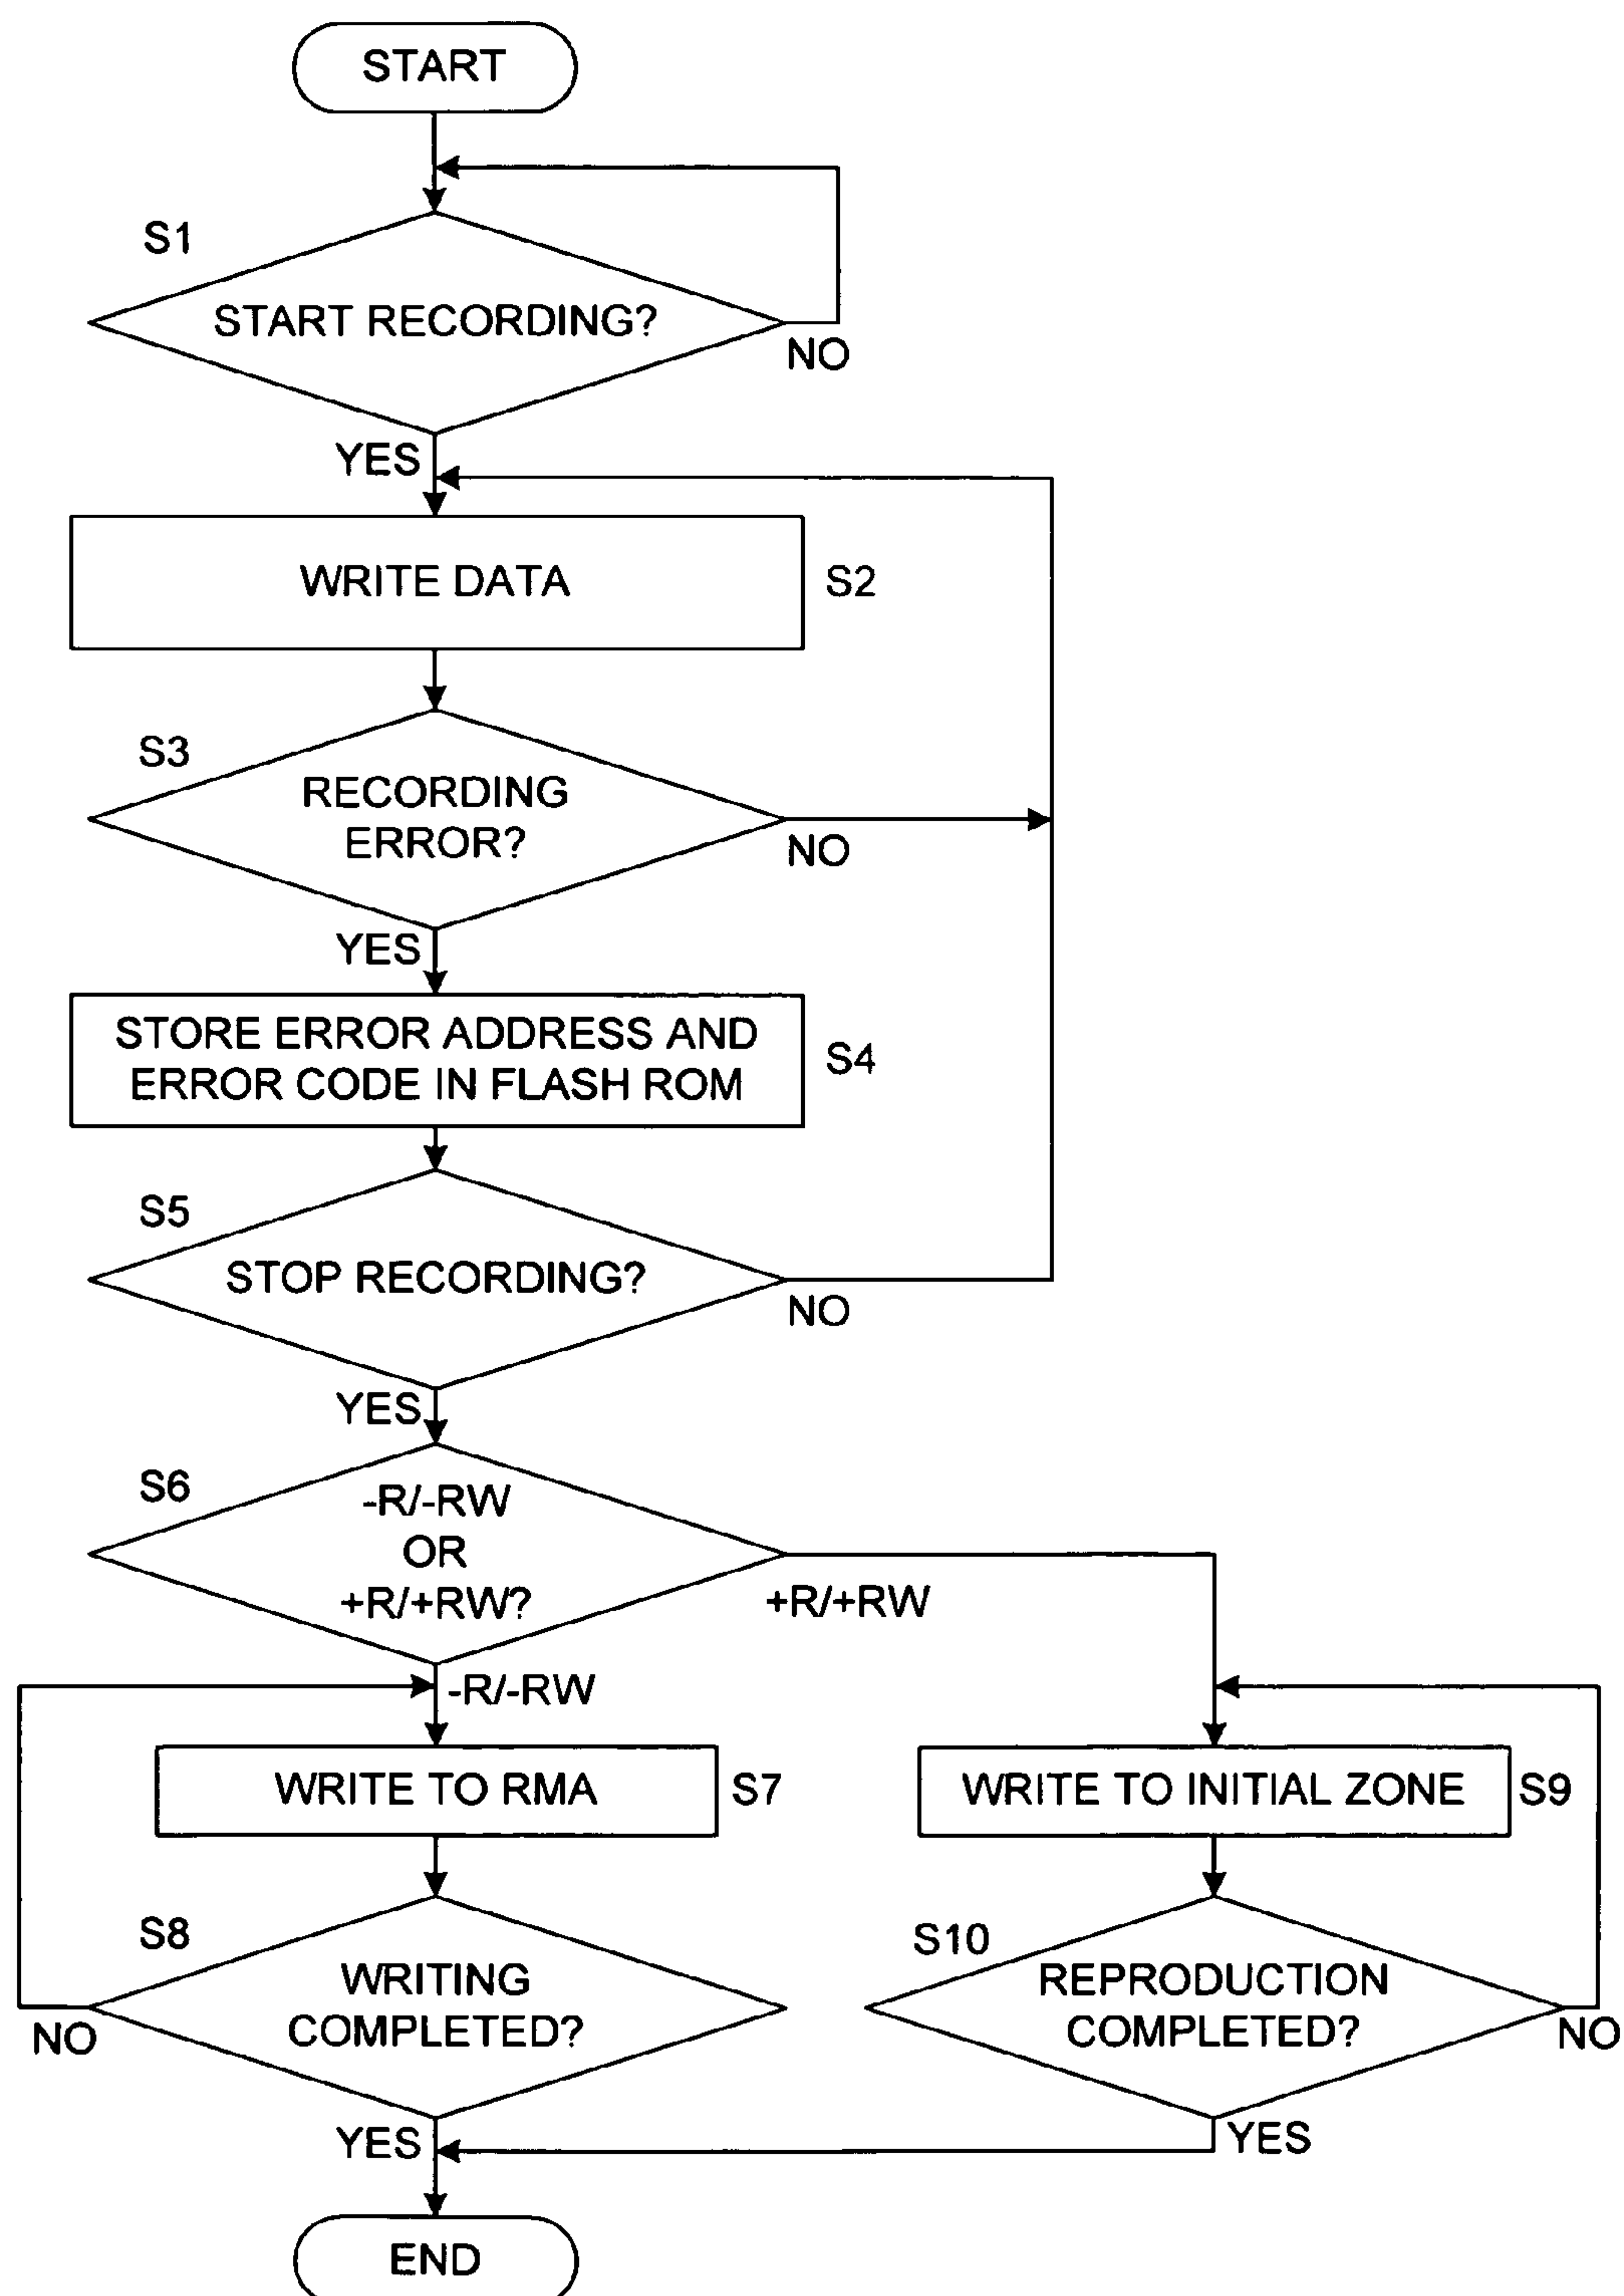 START
S1
START RECORDING?
NO
YES
WRITE DATA
S2
S3
RECORDING
ERROR?
NO
YES
STORE ERROR ADDRESS AND
ERROR CODE IN FLASH ROM
S4
S5
STOP RECORDING?
NO
YES
S6
-R/-RW
OR
+R/+RW?
+R/+RW
-R/-RW
WRITE TO RMA
S7
WRITE TO INITIAL ZONE
S9
S8
WRITING
COMPLETED?
NO
S10
REPRODUCTION
COMPLETED?
NO
YES
YES
END